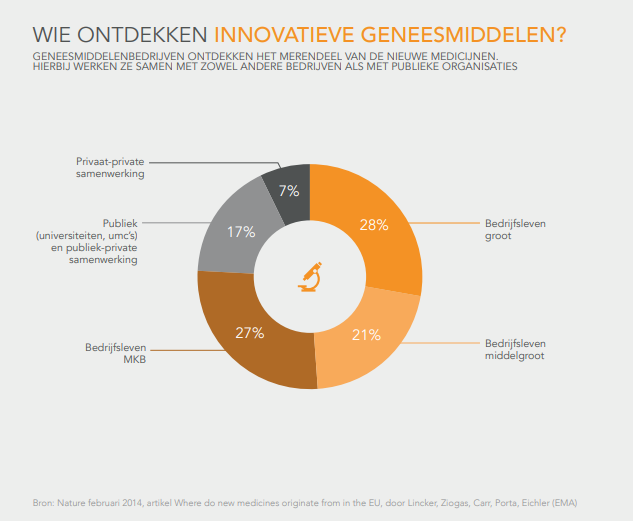 WIE ONTDEKKEN INNOVATIEVE GENEESMIDDELEN?
GENEESMIDDELENBEDRIJVEN ONTDEKKEN HET MERENDEEL VAN DE NIEUWE MEDICIJNEN.
HIERBIJ WERKEN ZE SAMEN MET ZOWEL ANDERE BEDRIJVEN ALS MET PUBLIEKE ORGANISATIES
Privaat-private
samenwerking
7%
Publiek
(universiteiten, umc's)
en publiek-private
samenwerking
17%
28%
Bedrijfsleven
groot
27%
Bedrijfsleven
MKB
21%
Bedrijfsleven
middelgroot
Bron: Nature februari 2014, artikel Where do new medicines originate from in the EU, door Lincker, Ziogas, Carr, Porta, Eichler (EMA)